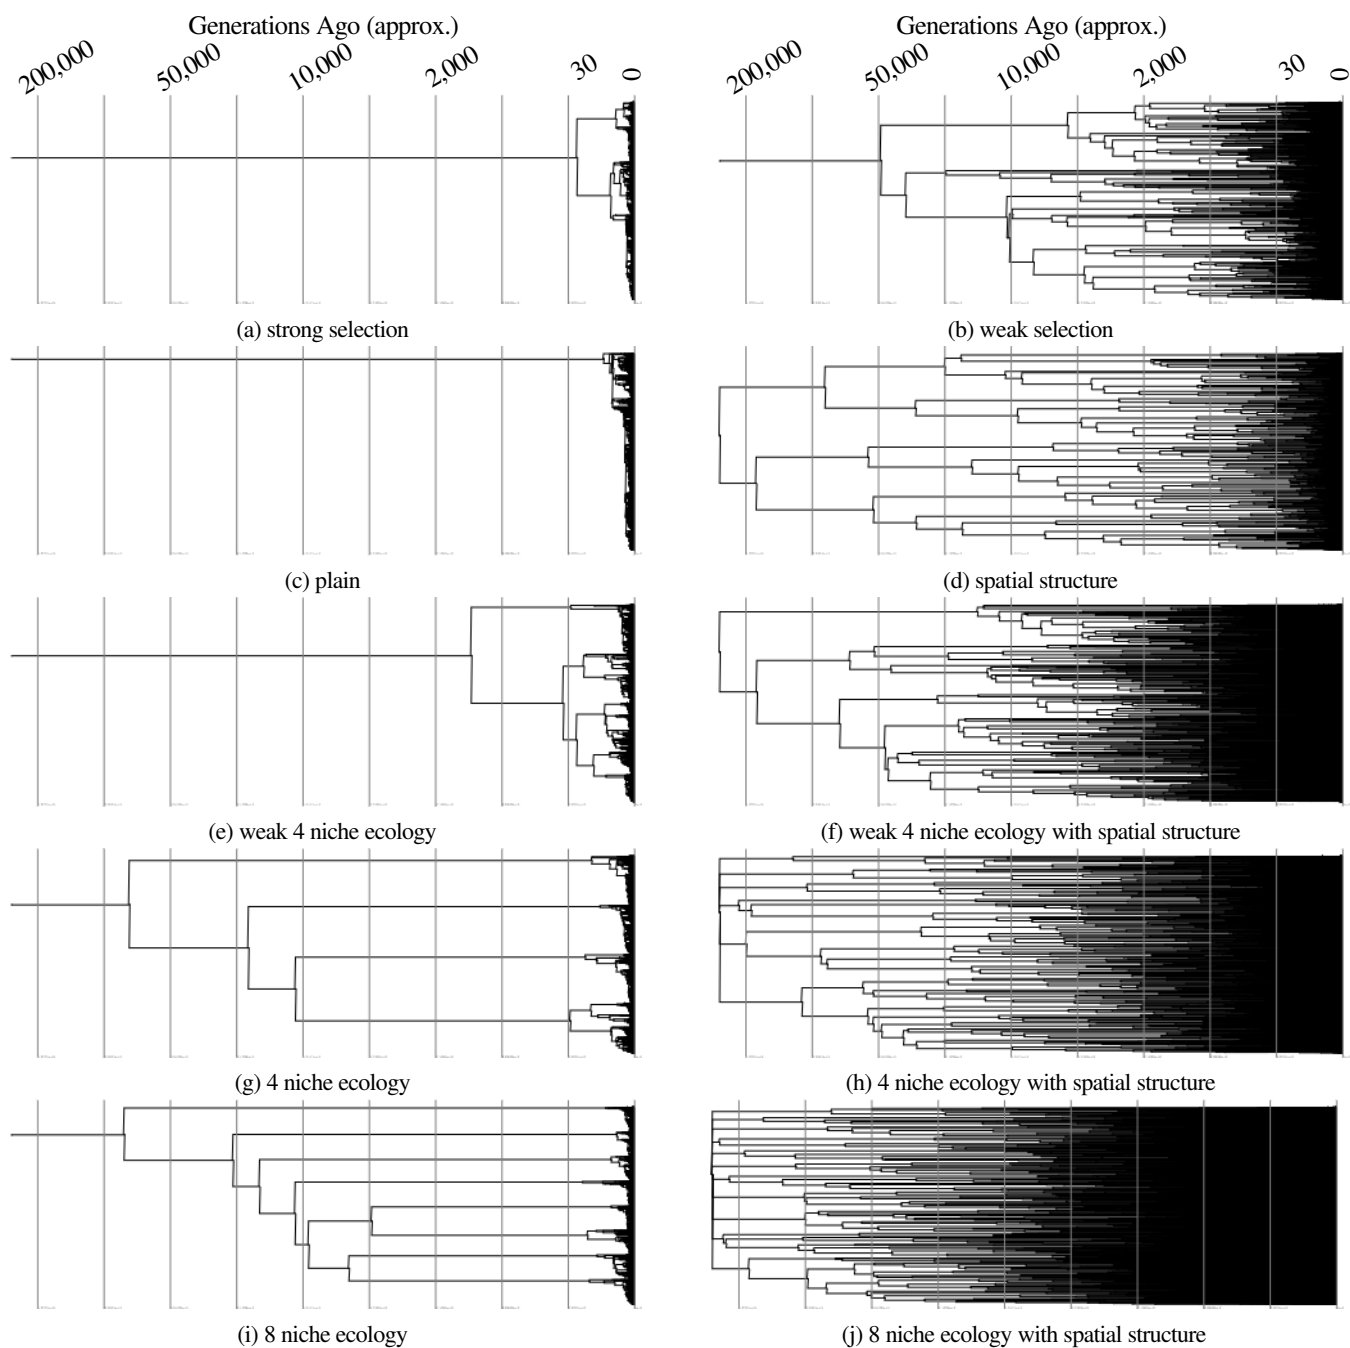 Generations Ago (approx.)
Generations Ago (approx.)
200,000 50,000 10,000 2,000 30 0
200,000 50,000 10,000 2,000 30 0
(a) strong selection
(b) weak selection
(c) plain
(d) spatial structure
(e) weak 4 niche ecology
(f) weak 4 niche ecology with spatial structure
(g) 4 niche ecology
(h) 4 niche ecology with spatial structure
(i) 8 niche ecology
(j) 8 niche ecology with spatial structure